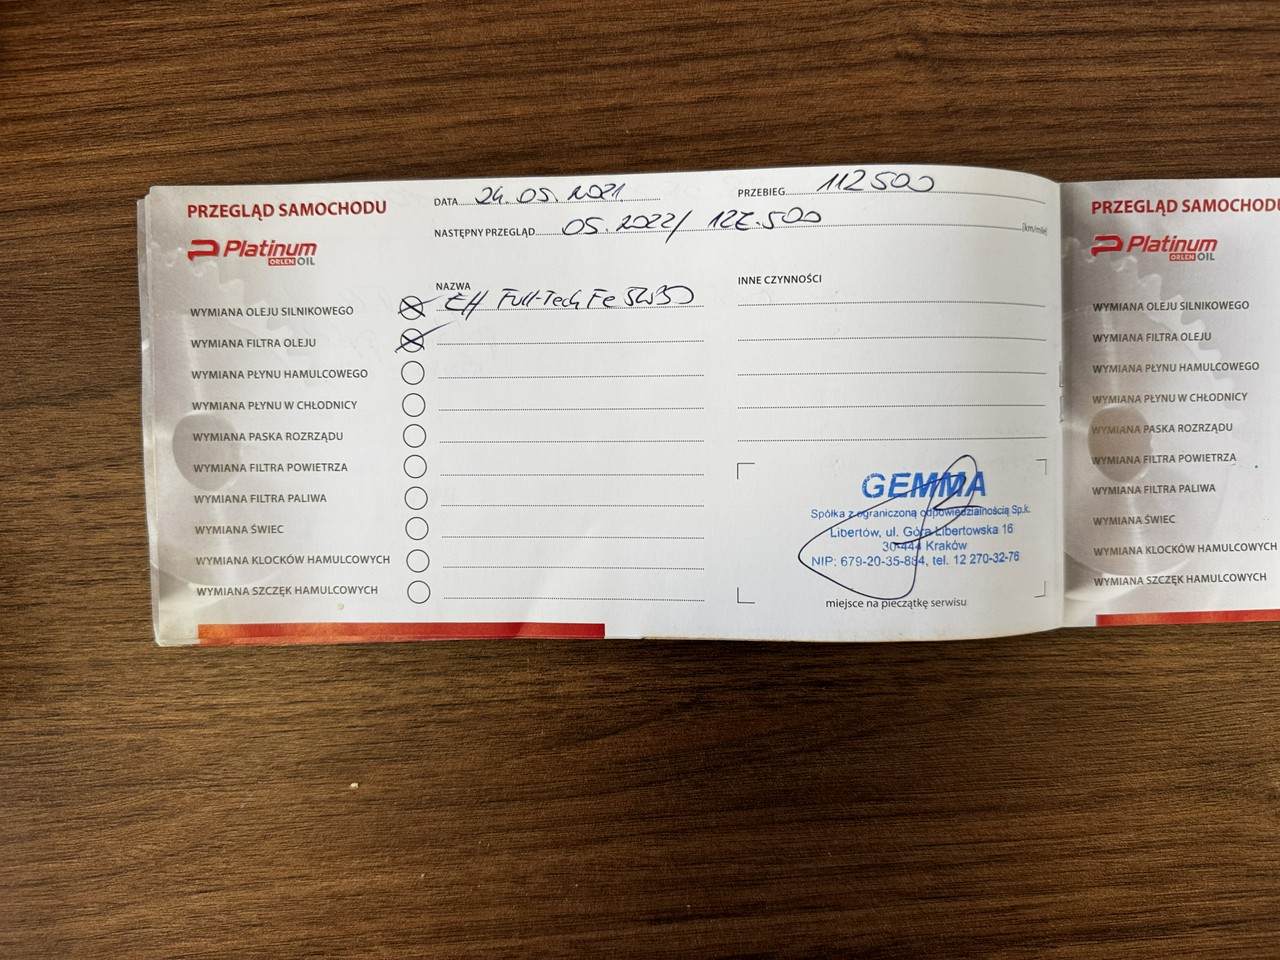 PRZEGLĄD SAMOCHODU
Platinum
ORLEN OIL
DATA 24.05.2021.
PRZEBIEG 112500
NASTĘPNY PRZEGLĄD 05.2022/ 127.500 [km/mile]
NAZWA
INNE CZYNNOŚCI
WYMIANA OLEJU SILNIKOWEGO Elf Full-Tech Fe 5W30
WYMIANA FILTRA OLEJU
WYMIANA PŁYNU HAMULCOWEGO
WYMIANA PŁYNU W CHŁODNICY
WYMIANA PASKA ROZRZĄDU
WYMIANA FILTRA POWIETRZA
WYMIANA FILTRA PALIWA
WYMIANA ŚWIEC
WYMIANA KLOCKÓW HAMULCOWYCH
WYMIANA SZCZĘK HAMULCOWYCH
GEMMA
Spółka z ograniczoną odpowiedzialnością Sp.k.
Libertów, ul. Góra Libertowska 16
30-444 Kraków
NIP: 679-20-35-884, tel. 12 270-32-76
miejsce na pieczątkę serwisu
PRZEGLĄD SAMOCHODU
Platinum
ORLEN OIL
WYMIANA OLEJU SILNIKOWEGO
WYMIANA FILTRA OLEJU
WYMIANA PŁYNU HAMULCOWEGO
WYMIANA PŁYNU W CHŁODNICY
WYMIANA PASKA ROZRZĄDU
WYMIANA FILTRA POWIETRZA
WYMIANA FILTRA PALIWA
WYMIANA ŚWIEC
WYMIANA KLOCKÓW HAMULCOWYCH
WYMIANA SZCZĘK HAMULCOWYCH